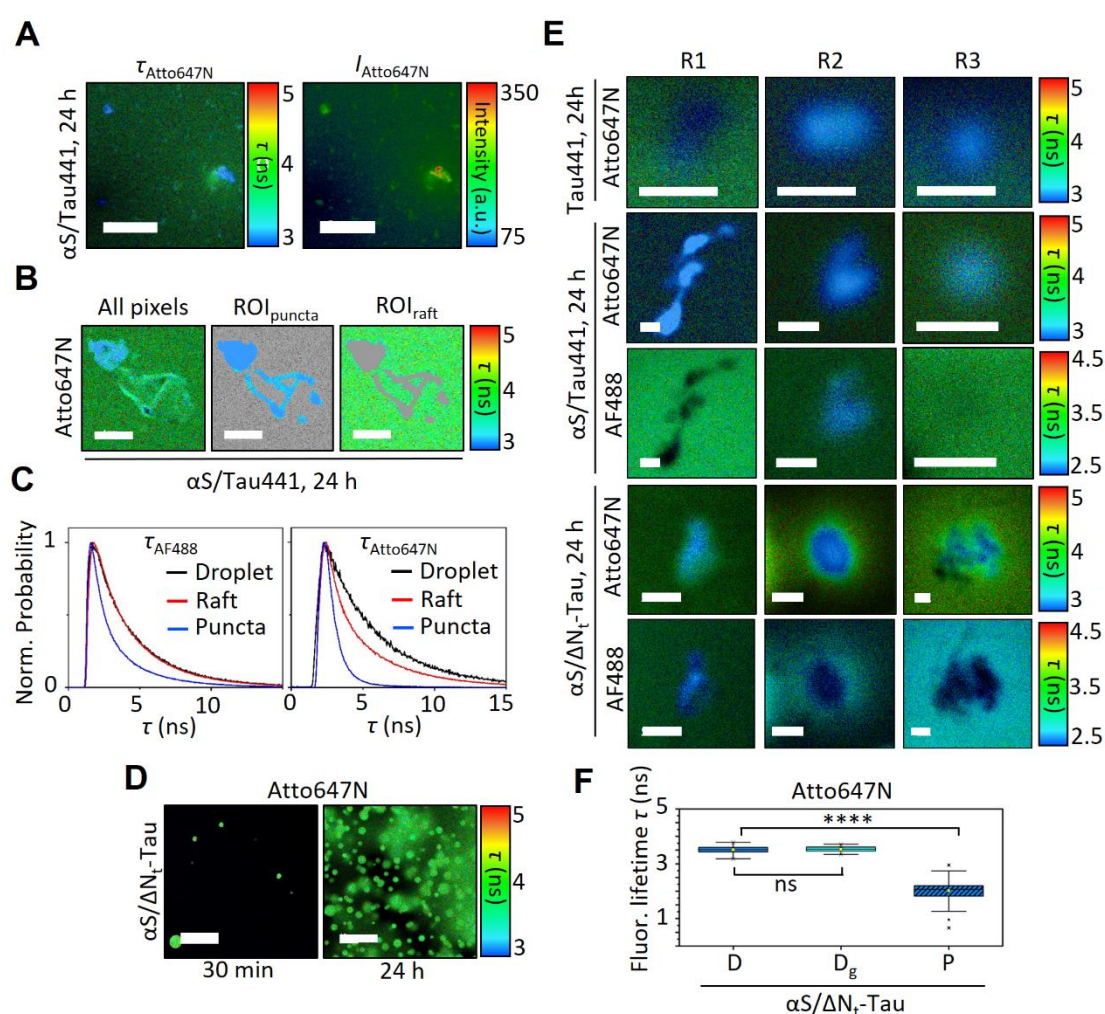 A
τAtto647N
IAtto647N
αS/Tau441, 24 h
5
τ (ns)
4
3
350
Intensity (a.u.)
75
B
All pixels
ROIpuncta
ROIraft
Atto647N
5
τ (ns)
4
3
αS/Tau441, 24 h
C
Norm. Probability
1
0
τAF488
Droplet
Raft
Puncta
5
10
τ (ns)
τAtto647N
Droplet
Raft
Puncta
5
10
15
τ (ns)
D
Atto647N
αS/ΔNt-Tau
30 min
24 h
5
τ (ns)
4
3
E
R1
R2
R3
Tau441, 24h
Atto647N
5
τ (ns)
4
3
αS/Tau441, 24 h
Atto647N
5
τ (ns)
4
3
AF488
4.5
τ (ns)
3.5
2.5
αS/ΔNt-Tau, 24 h
Atto647N
5
τ (ns)
4
3
AF488
4.5
τ (ns)
3.5
2.5
F
Atto647N
Fluor. lifetime τ (ns)
5
3
1
****
ns
D
Dg
P
αS/ΔNt-Tau